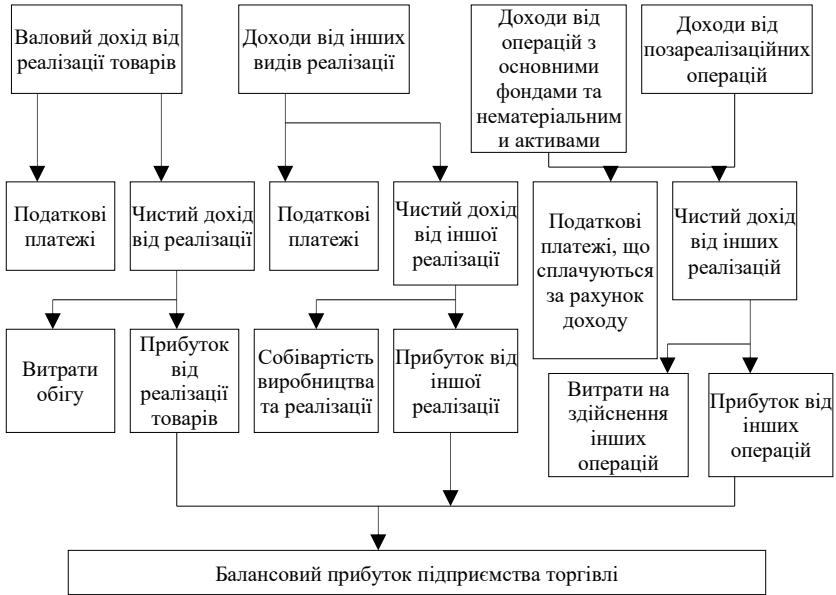 Валовий дохід від
реалізації товарів
Доходи від інших
видів реалізації
Доходи від
операцій з
основними
фондами та
нематеріальним
и активами
Доходи від
позареалізаційних
операцій
Податкові
платежі
Чистий дохід
від реалізації
Податкові
платежі
Чистий дохід
від іншої
реалізації
Податкові
платежі, що
сплачуються
за рахунок
доходу
Чистий дохід
від інших
реалізацій
Витрати
обігу
Прибуток
від
реалізації
товарів
Собівартість
виробництва
та реалізації
Прибуток від
іншої
реалізації
Витрати на
здійснення
інших
операцій
Прибуток від
інших
операцій
Балансовий прибуток підприємства торгівлі